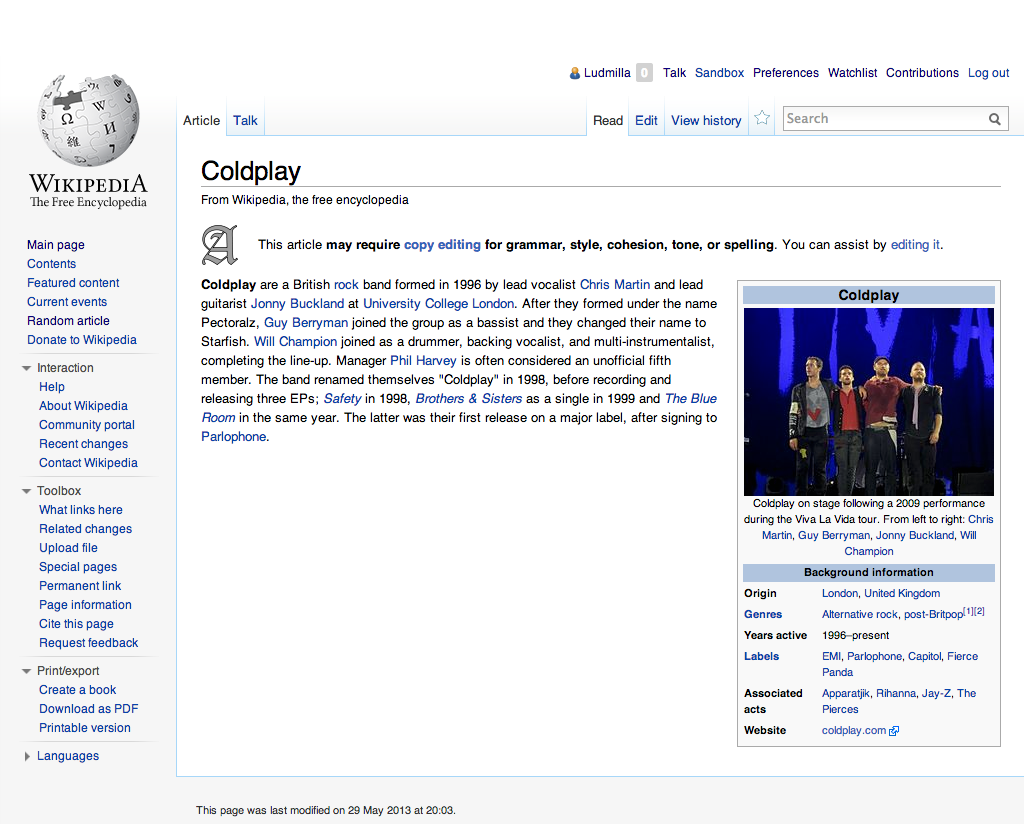 Ludmilla 0 Talk Sandbox Preferences Watchlist Contributions Log out
Article Talk Read Edit View history Search
WIKIPEDIA
The Free Encyclopedia
Main page
Contents
Featured content
Current events
Random article
Donate to Wikipedia
Interaction
Help
About Wikipedia
Community portal
Recent changes
Contact Wikipedia
Toolbox
What links here
Related changes
Upload file
Special pages
Permanent link
Page information
Cite this page
Request feedback
Print/export
Create a book
Download as PDF
Printable version
Languages
Coldplay
From Wikipedia, the free encyclopedia
A
This article may require copy editing for grammar, style, cohesion, tone, or spelling. You can assist by editing it.
Coldplay are a British rock band formed in 1996 by lead vocalist Chris Martin and lead
guitarist Jonny Buckland at University College London. After they formed under the name
Pectoralz, Guy Berryman joined the group as a bassist and they changed their name to
Starfish. Will Champion joined as a drummer, backing vocalist, and multi-instrumentalist,
completing the line-up. Manager Phil Harvey is often considered an unofficial fifth
member. The band renamed themselves "Coldplay" in 1998, before recording and
releasing three EPs; Safety in 1998, Brothers & Sisters as a single in 1999 and The Blue
Room in the same year. The latter was their first release on a major label, after signing to
Parlophone.
Coldplay
VIVA
Coldplay on stage following a 2009 performance
during the Viva La Vida tour. From left to right: Chris
Martin, Guy Berryman, Jonny Buckland, Will
Champion
Background information
Origin London, United Kingdom
Genres Alternative rock, post-Britpop[1][2]
Years active 1996–present
Labels EMI, Parlophone, Capitol, Fierce
Panda
Associated Apparatjik, Rihanna, Jay-Z, The
acts Pierces
Website coldplay.com
This page was last modified on 29 May 2013 at 20:03.